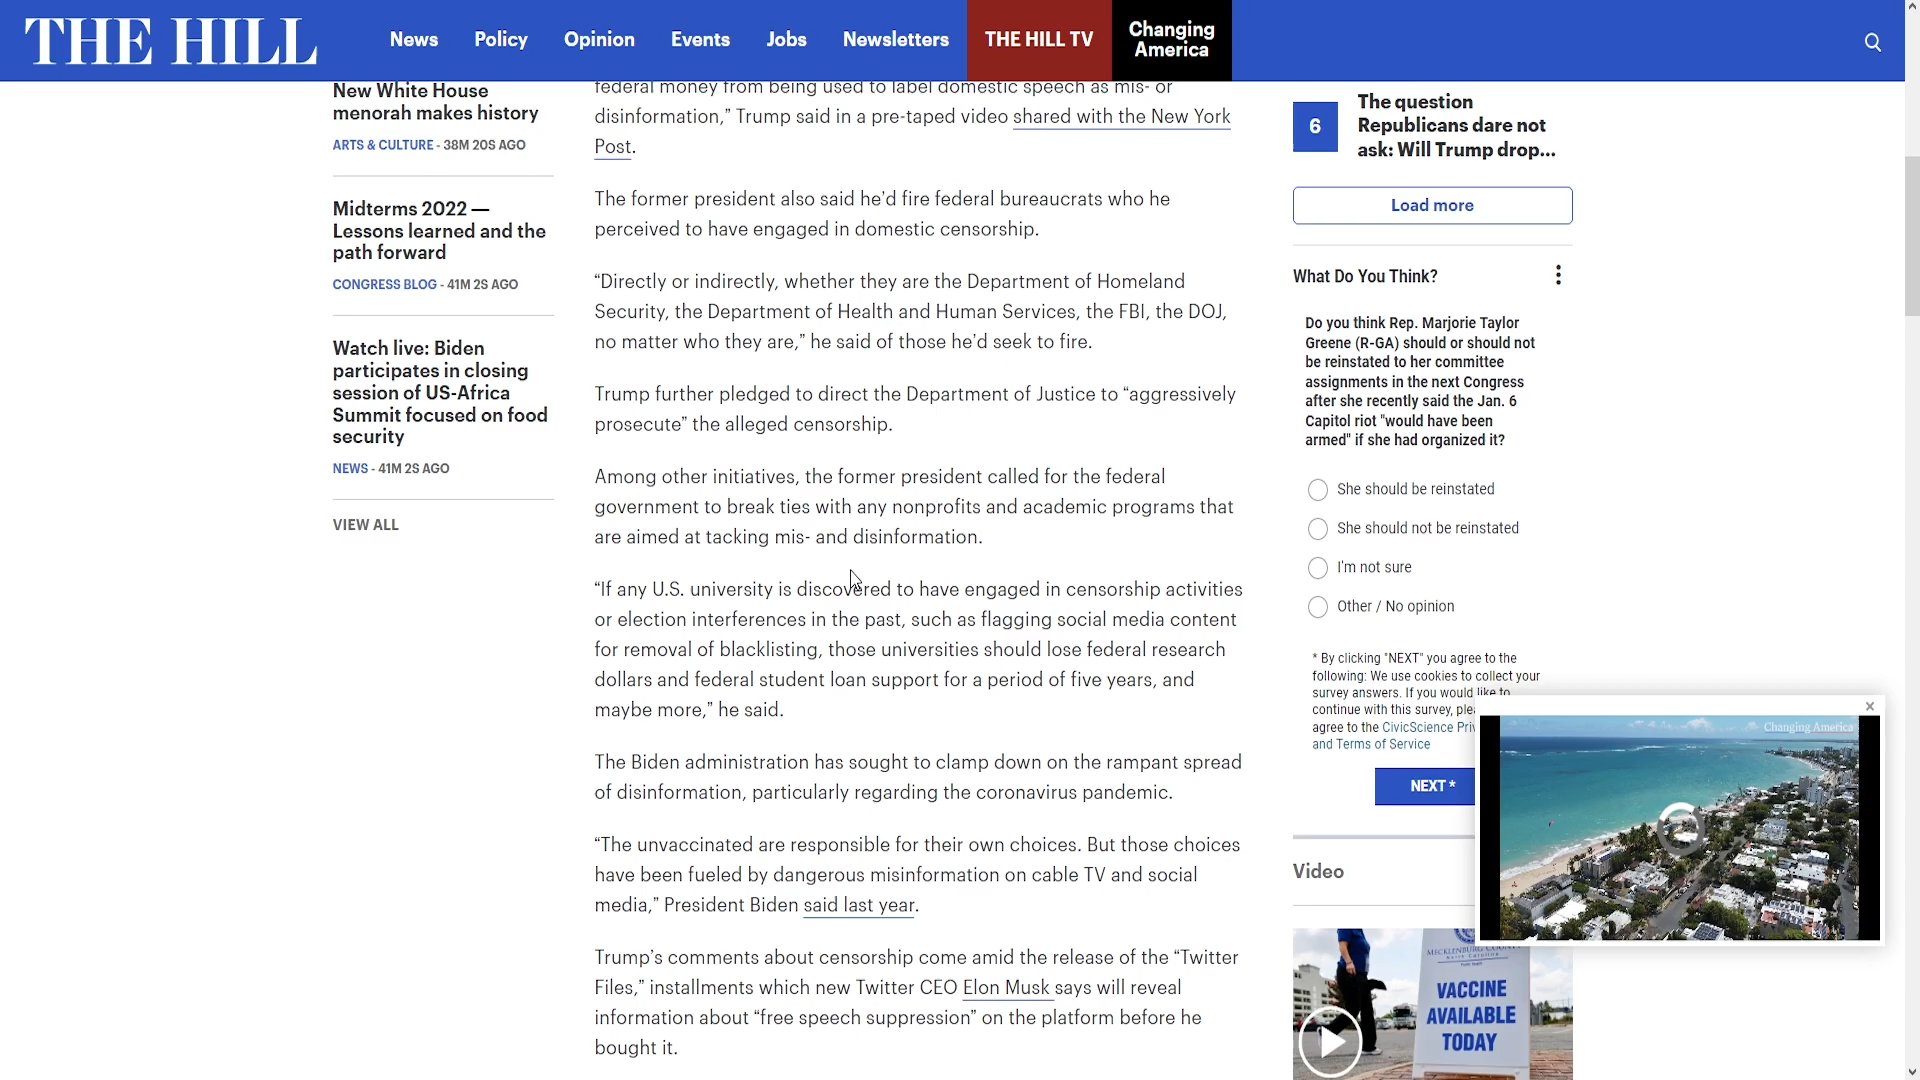 THE HILL
News
Policy
Opinion
Events
Jobs
Newsletters
THE HILL TV
Changing
America
New White House
menorah makes history
ARTS & CULTURE - 38M 20S AGO
Midterms 2022 —
Lessons learned and the
path forward
CONGRESS BLOG - 41M 2S AGO
Watch live: Biden
participates in closing
session of US-Africa
Summit focused on food
security
NEWS - 41M 2S AGO
VIEW ALL
federal money from being used to label domestic speech as mis- or
disinformation,” Trump said in a pre-taped video shared with the New York
Post.
The former president also said he’d fire federal bureaucrats who he
perceived to have engaged in domestic censorship.
“Directly or indirectly, whether they are the Department of Homeland
Security, the Department of Health and Human Services, the FBI, the DOJ,
no matter who they are,” he said of those he’d seek to fire.
Trump further pledged to direct the Department of Justice to “aggressively
prosecute” the alleged censorship.
Among other initiatives, the former president called for the federal
government to break ties with any nonprofits and academic programs that
are aimed at tacking mis- and disinformation.
“If any U.S. university is discovered to have engaged in censorship activities
or election interferences in the past, such as flagging social media content
for removal of blacklisting, those universities should lose federal research
dollars and federal student loan support for a period of five years, and
maybe more,” he said.
The Biden administration has sought to clamp down on the rampant spread
of disinformation, particularly regarding the coronavirus pandemic.
“The unvaccinated are responsible for their own choices. But those choices
have been fueled by dangerous misinformation on cable TV and social
media,” President Biden said last year.
Trump’s comments about censorship come amid the release of the “Twitter
Files,” installments which new Twitter CEO Elon Musk says will reveal
information about “free speech suppression” on the platform before he
bought it.
6
The question
Republicans dare not
ask: Will Trump drop...
Load more
What Do You Think?
Do you think Rep. Marjorie Taylor
Greene (R-GA) should or should not
be reinstated to her committee
assignments in the next Congress
after she recently said the Jan. 6
Capitol riot "would have been
armed" if she had organized it?
She should be reinstated
She should not be reinstated
I'm not sure
Other / No opinion
* By clicking "NEXT" you agree to the
following: We use cookies to collect your
survey answers. If you would like to
continue with this survey,
agree to the CivicScience
and Terms of Service
NEXT *
Changing America
Video
MECKLENBURG COUNTY
VACCINE
AVAILABLE
TODAY